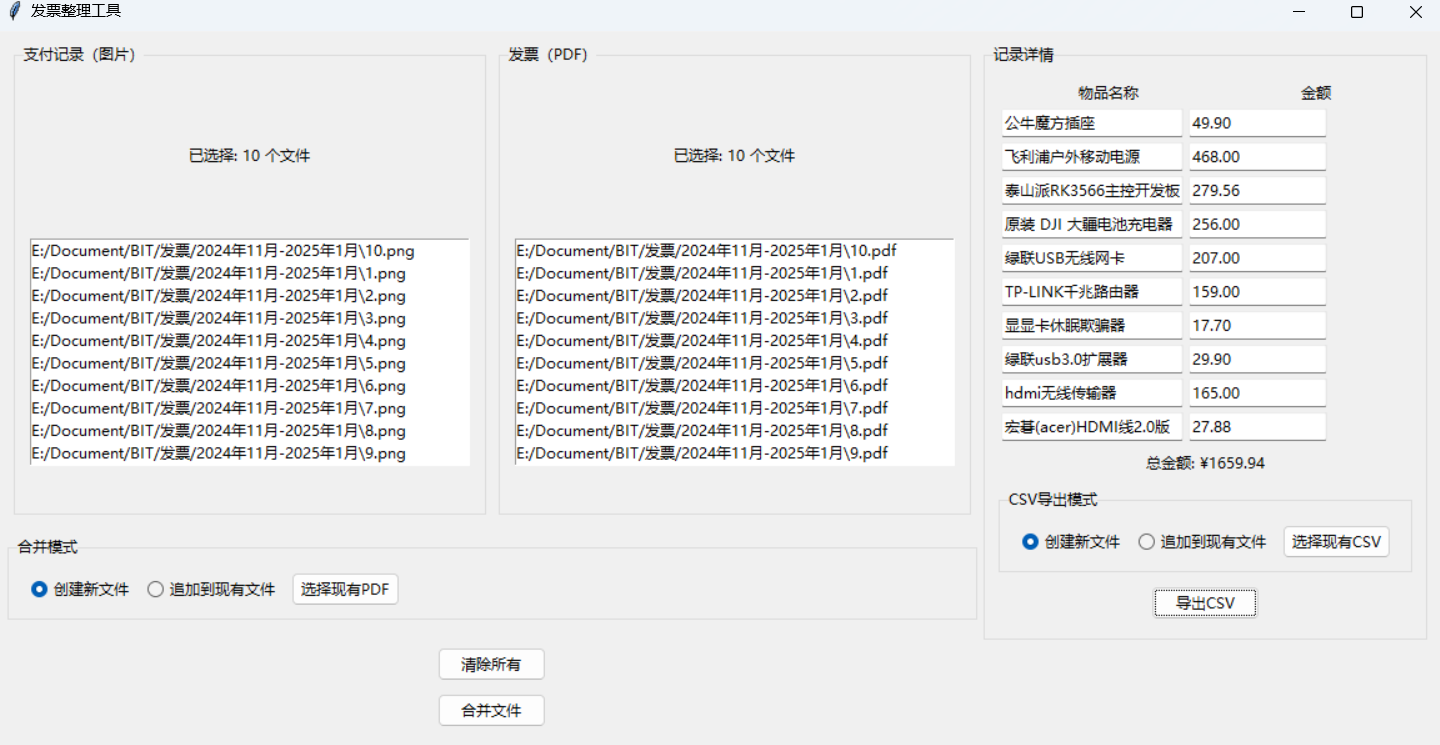 发票整理工具
支付记录（图片）
已选择: 10 个文件
E:/Document/BIT/发票/2024年11月-2025年1月\10.png
E:/Document/BIT/发票/2024年11月-2025年1月\1.png
E:/Document/BIT/发票/2024年11月-2025年1月\2.png
E:/Document/BIT/发票/2024年11月-2025年1月\3.png
E:/Document/BIT/发票/2024年11月-2025年1月\4.png
E:/Document/BIT/发票/2024年11月-2025年1月\5.png
E:/Document/BIT/发票/2024年11月-2025年1月\6.png
E:/Document/BIT/发票/2024年11月-2025年1月\7.png
E:/Document/BIT/发票/2024年11月-2025年1月\8.png
E:/Document/BIT/发票/2024年11月-2025年1月\9.png
发票（PDF）
已选择: 10 个文件
E:/Document/BIT/发票/2024年11月-2025年1月\10.pdf
E:/Document/BIT/发票/2024年11月-2025年1月\1.pdf
E:/Document/BIT/发票/2024年11月-2025年1月\2.pdf
E:/Document/BIT/发票/2024年11月-2025年1月\3.pdf
E:/Document/BIT/发票/2024年11月-2025年1月\4.pdf
E:/Document/BIT/发票/2024年11月-2025年1月\5.pdf
E:/Document/BIT/发票/2024年11月-2025年1月\6.pdf
E:/Document/BIT/发票/2024年11月-2025年1月\7.pdf
E:/Document/BIT/发票/2024年11月-2025年1月\8.pdf
E:/Document/BIT/发票/2024年11月-2025年1月\9.pdf
合并模式
创建新文件 追加到现有文件 选择现有PDF
清除所有
合并文件
记录详情
物品名称 金额
公牛魔方插座 49.90
飞利浦户外移动电源 468.00
泰山派RK3566主控开发板 279.56
原装 DJI 大疆电池充电器 256.00
绿联USB无线网卡 207.00
TP-LINK千兆路由器 159.00
显显卡休眠欺骗器 17.70
绿联usb3.0扩展器 29.90
hdmi无线传输器 165.00
宏碁(acer)HDMI线2.0版 27.88
总金额: ¥1659.94
CSV导出模式
创建新文件 追加到现有文件 选择现有CSV
导出CSV